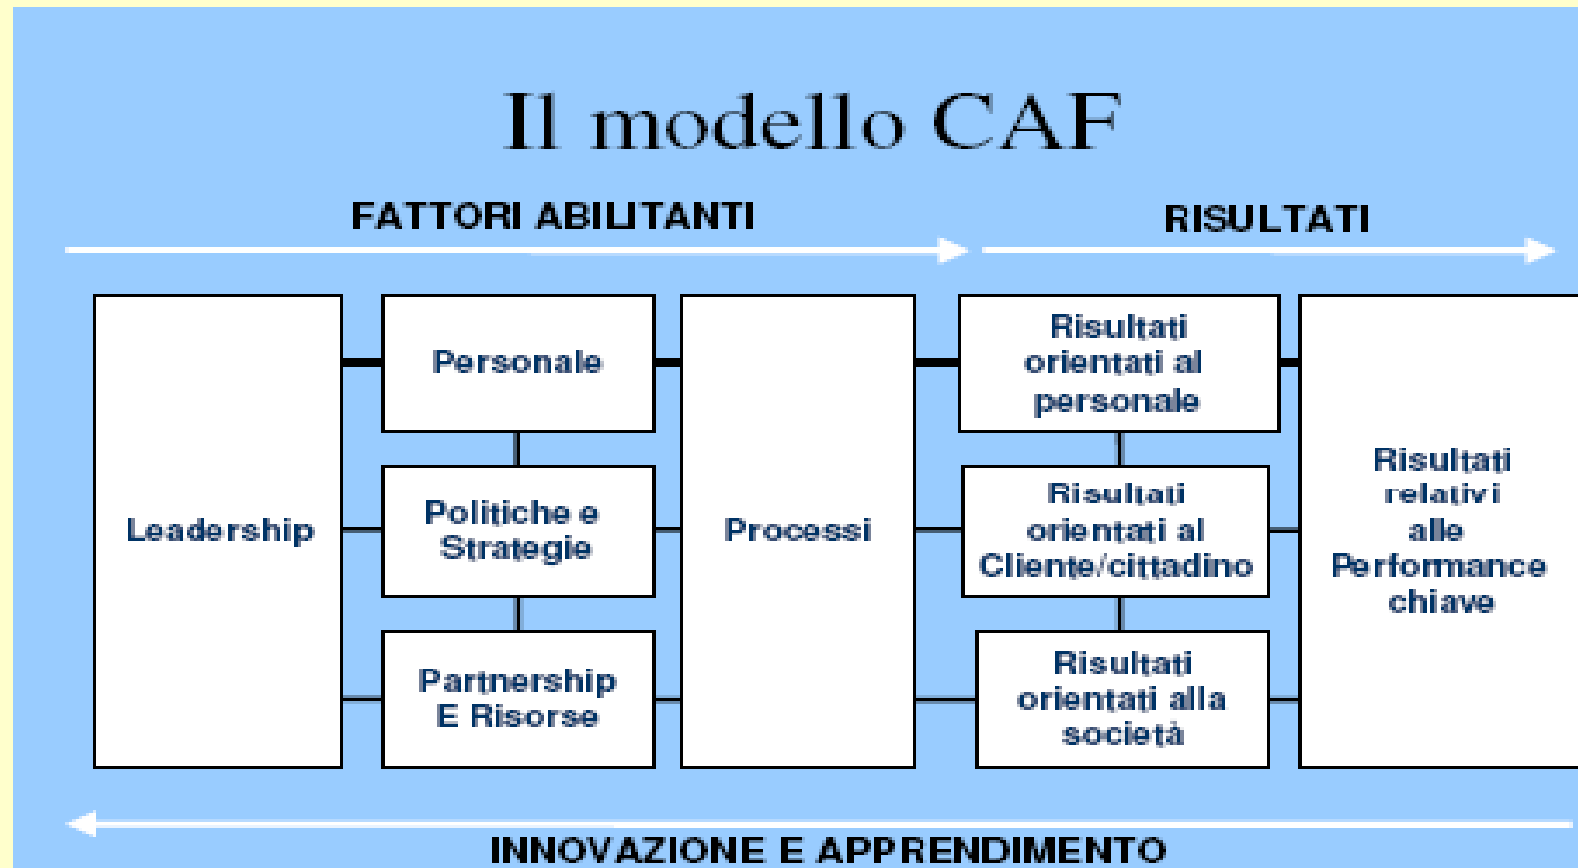 Il modello CAF
FATTORI ABILITANTI
RISULTATI
Leadership
Personale
Politiche e
Strategie
Partnership
E Risorse
Processi
Risultati
orientati al
personale
Risultati
orientati al
Cliente/cittadino
Risultati
orientati alla
società
Risultati
relativi
alle
Performance
chiave
INNOVAZIONE E APPRENDIMENTO